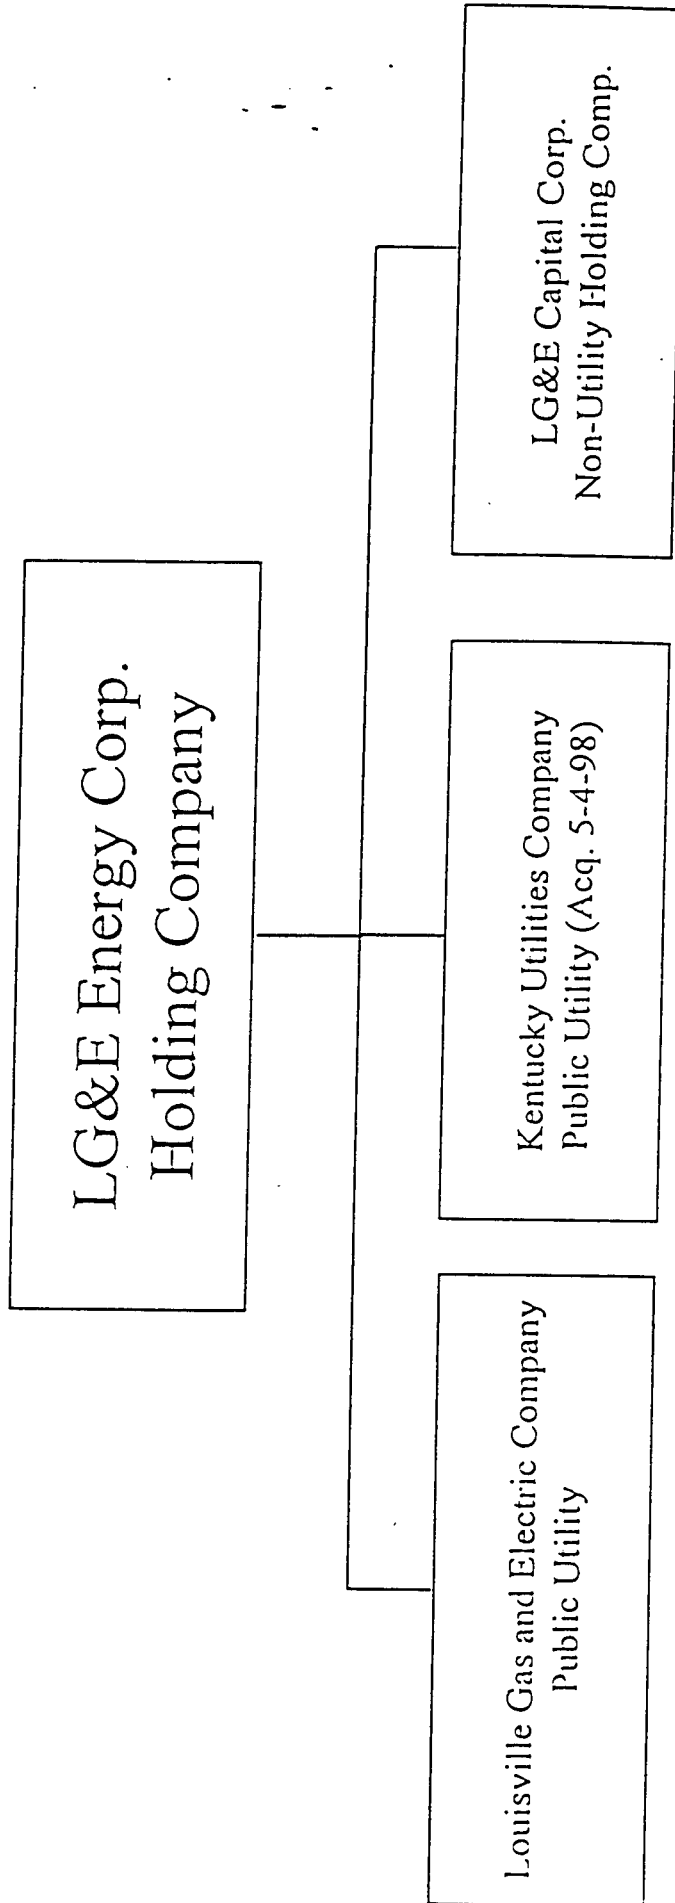 LG&E Energy Corp.
Holding Company
Louisville Gas and Electric Company
Public Utility
Kentucky Utilities Company
Public Utility (Acq. 5-4-98)
LG&E Capital Corp.
Non-Utility Holding Comp.